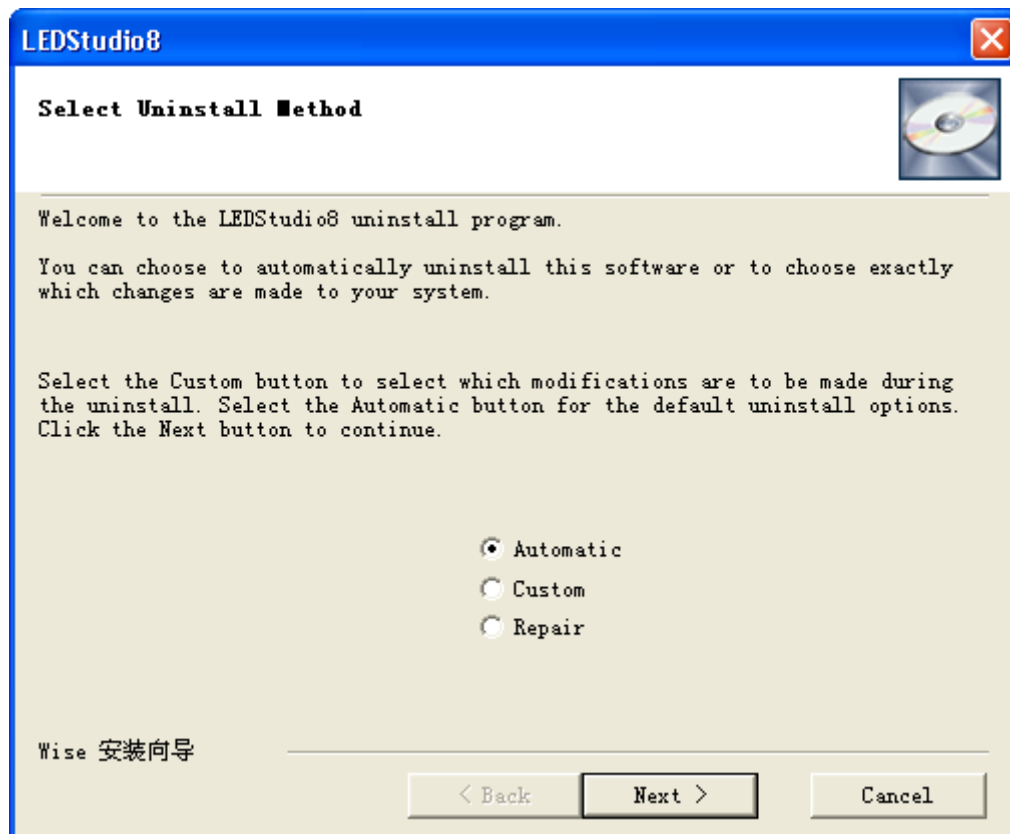 LEDStudio8
Select Uninstall Method
Welcome to the LEDStudio8 uninstall program.
You can choose to automatically uninstall this software or to choose exactly
which changes are made to your system.
Select the Custom button to select which modifications are to be made during
the uninstall. Select the Automatic button for the default uninstall options.
Click the Next button to continue.
Automatic
Custom
Repair
Wise 安装向导
< Back
Next >
Cancel